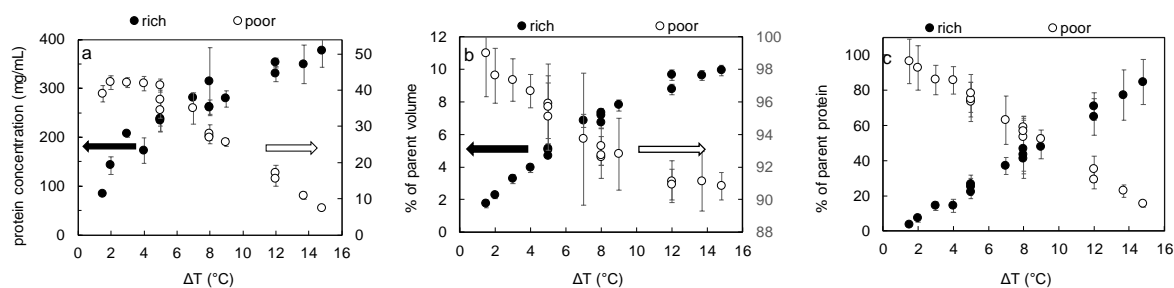 rich poor
a
protein concentration (mg/mL)
400
300
200
100
0
50
40
30
20
10
0
0 2 4 6 8 10 12 14 16
ΔT (°C)
rich poor
b
% of parent volume
12
10
8
6
4
2
0
100
98
96
94
92
90
88
0 2 4 6 8 10 12 14 16
ΔT (°C)
rich poor
c
% of parent protein
100
80
60
40
20
0
0 2 4 6 8 10 12 14 16
ΔT (°C)